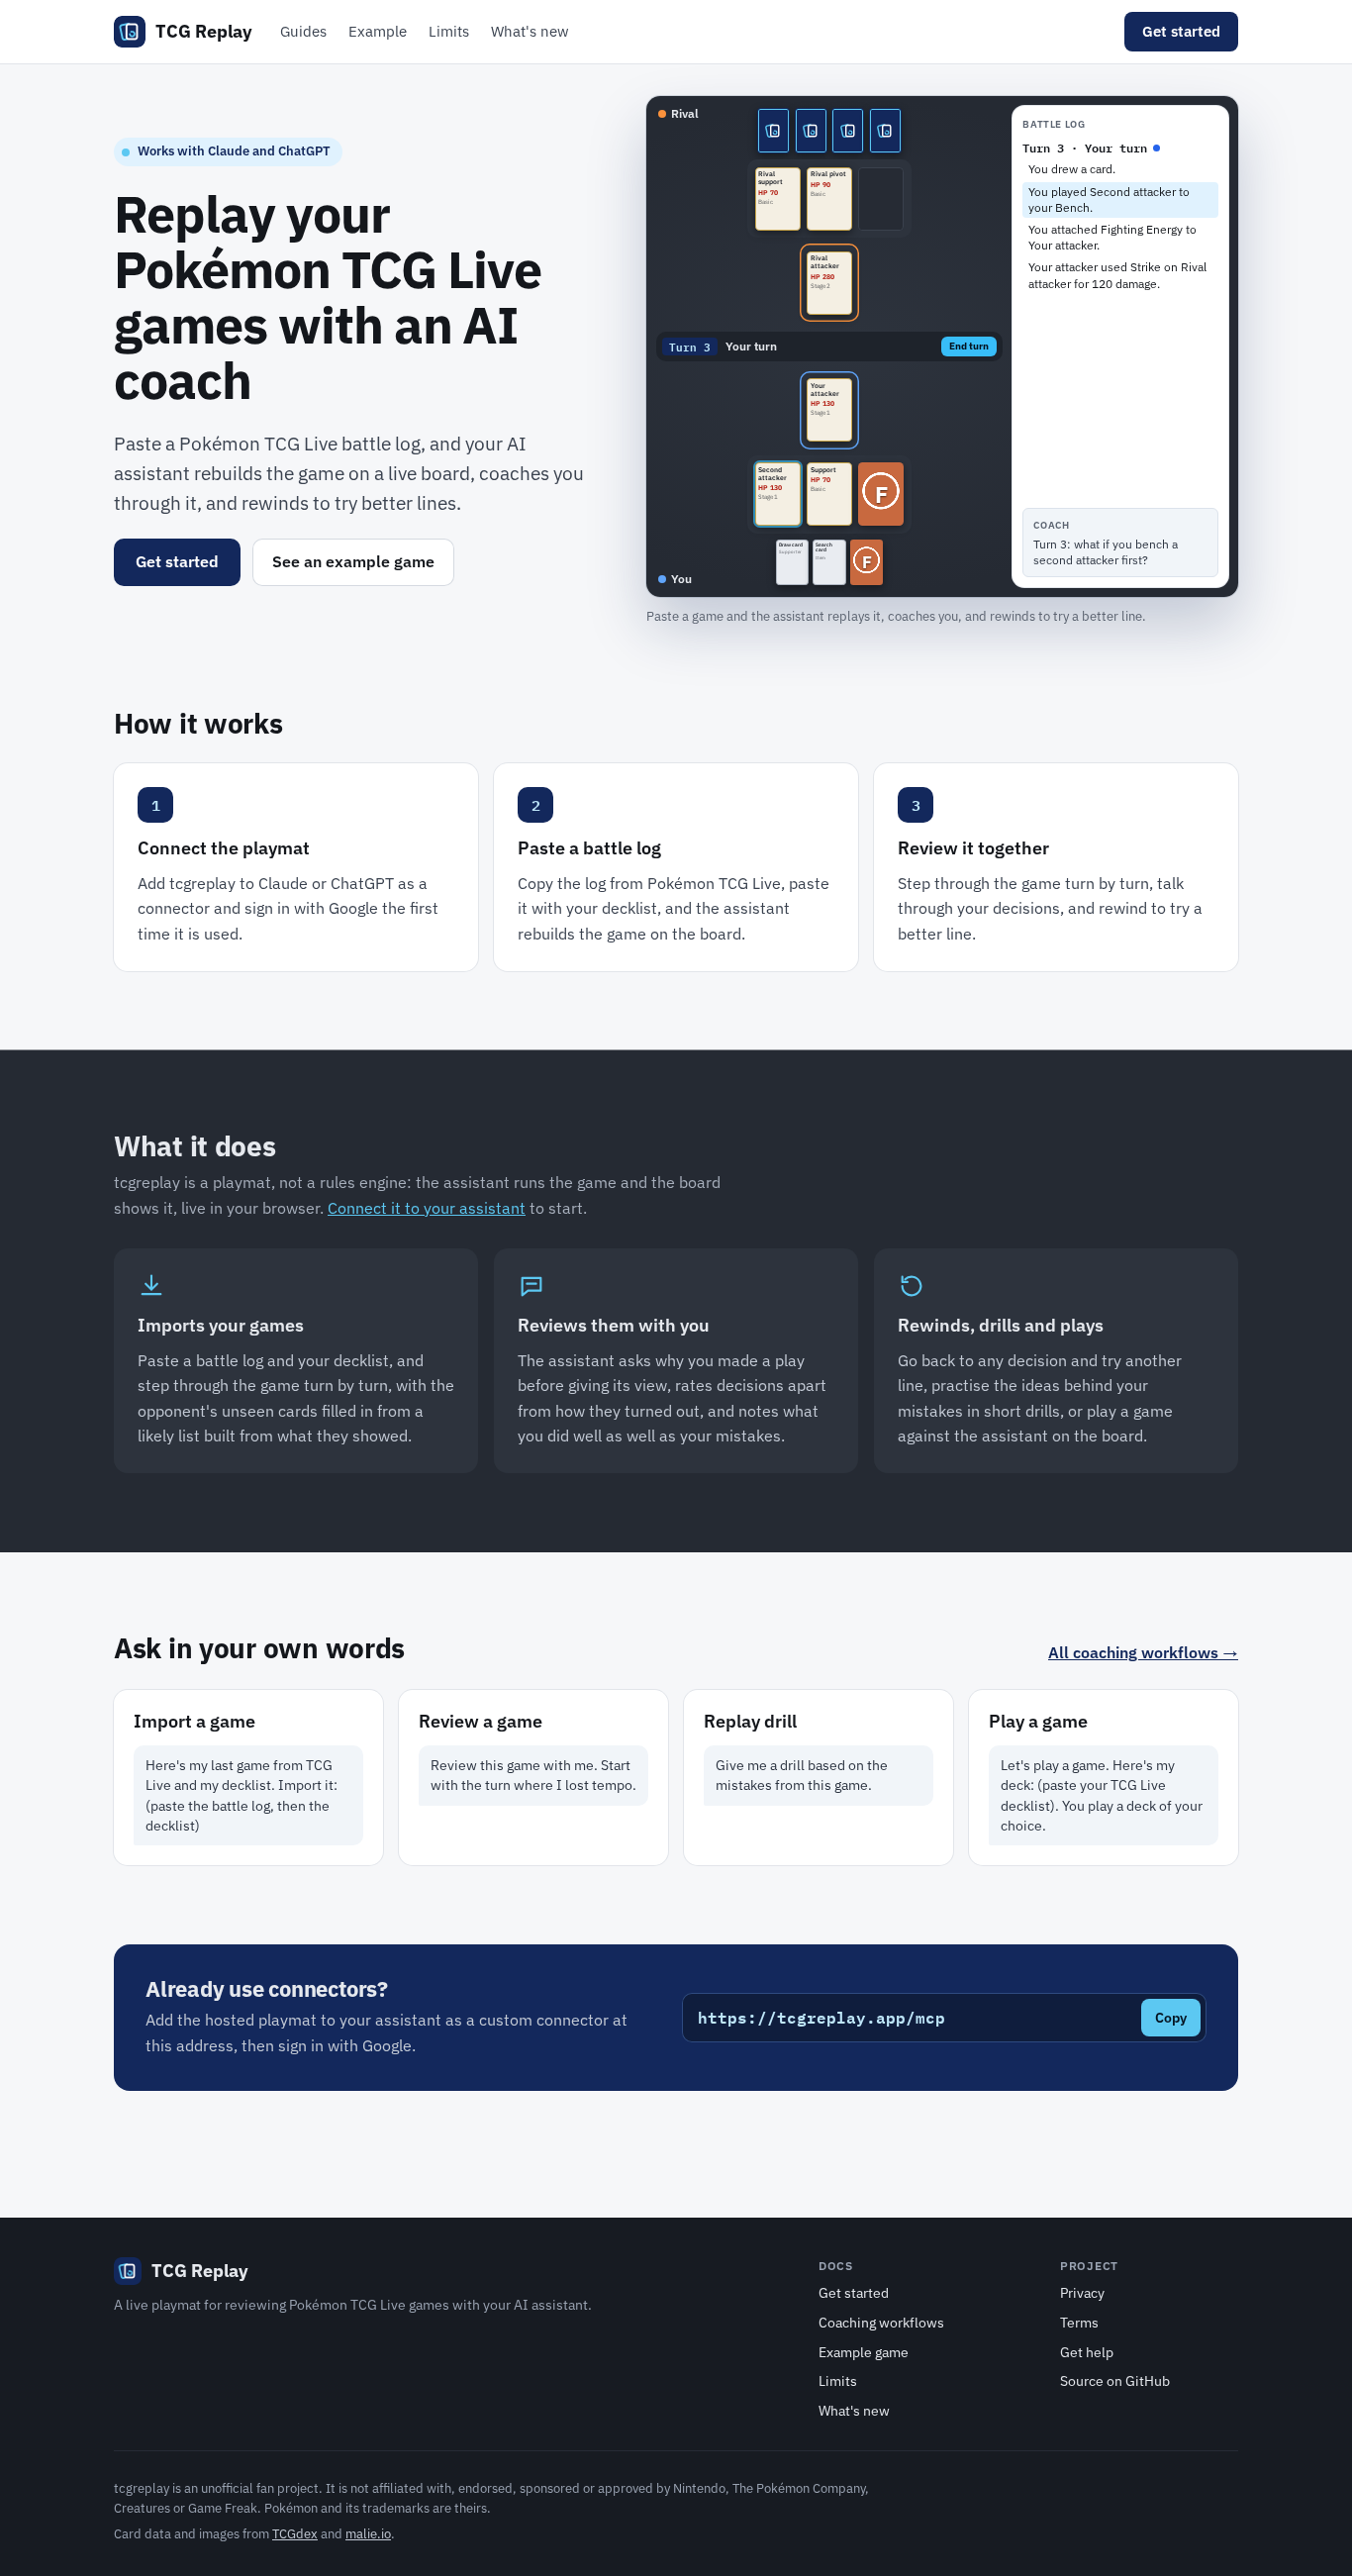 TCG Replay
Guides
Example
Limits
What's new
Get started
Works with Claude and ChatGPT
Replay your
Pokémon TCG Live
games with an AI
coach
Paste a Pokémon TCG Live battle log, and your AI
assistant rebuilds the game on a live board, coaches you
through it, and rewinds to try better lines.
Get started
See an example game
Rival
Rival
support
HP 70
Basic
Rival pivot
HP 90
Basic
Rival
attacker
HP 280
Stage 2
Turn 3
Your turn
End turn
Your
attacker
HP 130
Stage 1
Second
attacker
HP 130
Stage 1
Support
HP 70
Basic
F
Draw card
Supporter
Search
card
Item
F
You
BATTLE LOG
Turn 3 · Your turn
You drew a card.
You played Second attacker to
your Bench.
You attached Fighting Energy to
Your attacker.
Your attacker used Strike on Rival
attacker for 120 damage.
COACH
Turn 3: what if you bench a
second attacker first?
Paste a game and the assistant replays it, coaches you, and rewinds to try a better line.
How it works
1
Connect the playmat
Add tcgreplay to Claude or ChatGPT as a
connector and sign in with Google the first
time it is used.
2
Paste a battle log
Copy the log from Pokémon TCG Live, paste
it with your decklist, and the assistant
rebuilds the game on the board.
3
Review it together
Step through the game turn by turn, talk
through your decisions, and rewind to try a
better line.
What it does
tcgreplay is a playmat, not a rules engine: the assistant runs the game and the board
shows it, live in your browser. Connect it to your assistant to start.
Imports your games
Paste a battle log and your decklist, and
step through the game turn by turn, with the
opponent's unseen cards filled in from a
likely list built from what they showed.
Reviews them with you
The assistant asks why you made a play
before giving its view, rates decisions apart
from how they turned out, and notes what
you did well as well as your mistakes.
Rewinds, drills and plays
Go back to any decision and try another
line, practise the ideas behind your
mistakes in short drills, or play a game
against the assistant on the board.
Ask in your own words
All coaching workflows →
Import a game
Here's my last game from TCG
Live and my decklist. Import it:
(paste the battle log, then the
decklist)
Review a game
Review this game with me. Start
with the turn where I lost tempo.
Replay drill
Give me a drill based on the
mistakes from this game.
Play a game
Let's play a game. Here's my
deck: (paste your TCG Live
decklist). You play a deck of your
choice.
Already use connectors?
Add the hosted playmat to your assistant as a custom connector at
this address, then sign in with Google.
https://tcgreplay.app/mcp
Copy
TCG Replay
A live playmat for reviewing Pokémon TCG Live games with your AI assistant.
DOCS
Get started
Coaching workflows
Example game
Limits
What's new
PROJECT
Privacy
Terms
Get help
Source on GitHub
tcgreplay is an unofficial fan project. It is not affiliated with, endorsed, sponsored or approved by Nintendo, The Pokémon Company,
Creatures or Game Freak. Pokémon and its trademarks are theirs.
Card data and images from TCGdex and malie.io.